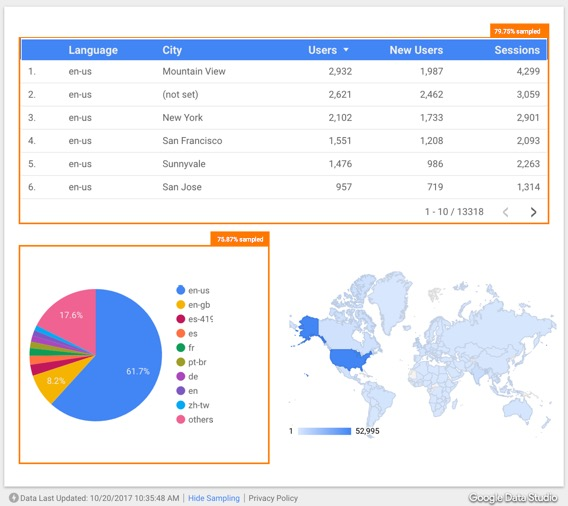 79.75% sampled
Language City Users New Users Sessions
1. en-us Mountain View 2,932 1,987 4,299
2. en-us (not set) 2,621 2,462 3,059
3. en-us New York 2,102 1,733 2,901
4. en-us San Francisco 1,551 1,208 2,093
5. en-us Sunnyvale 1,476 986 2,263
6. en-us San Jose 957 719 1,314
1 - 10 / 13318
75.87% sampled
17.6%
8.2%
61.7%
en-us
en-gb
es-419
es
fr
pt-br
de
en
zh-tw
others
1 52,995
Data Last Updated: 10/20/2017 10:35:48 AM | Hide Sampling | Privacy Policy
Google Data Studio